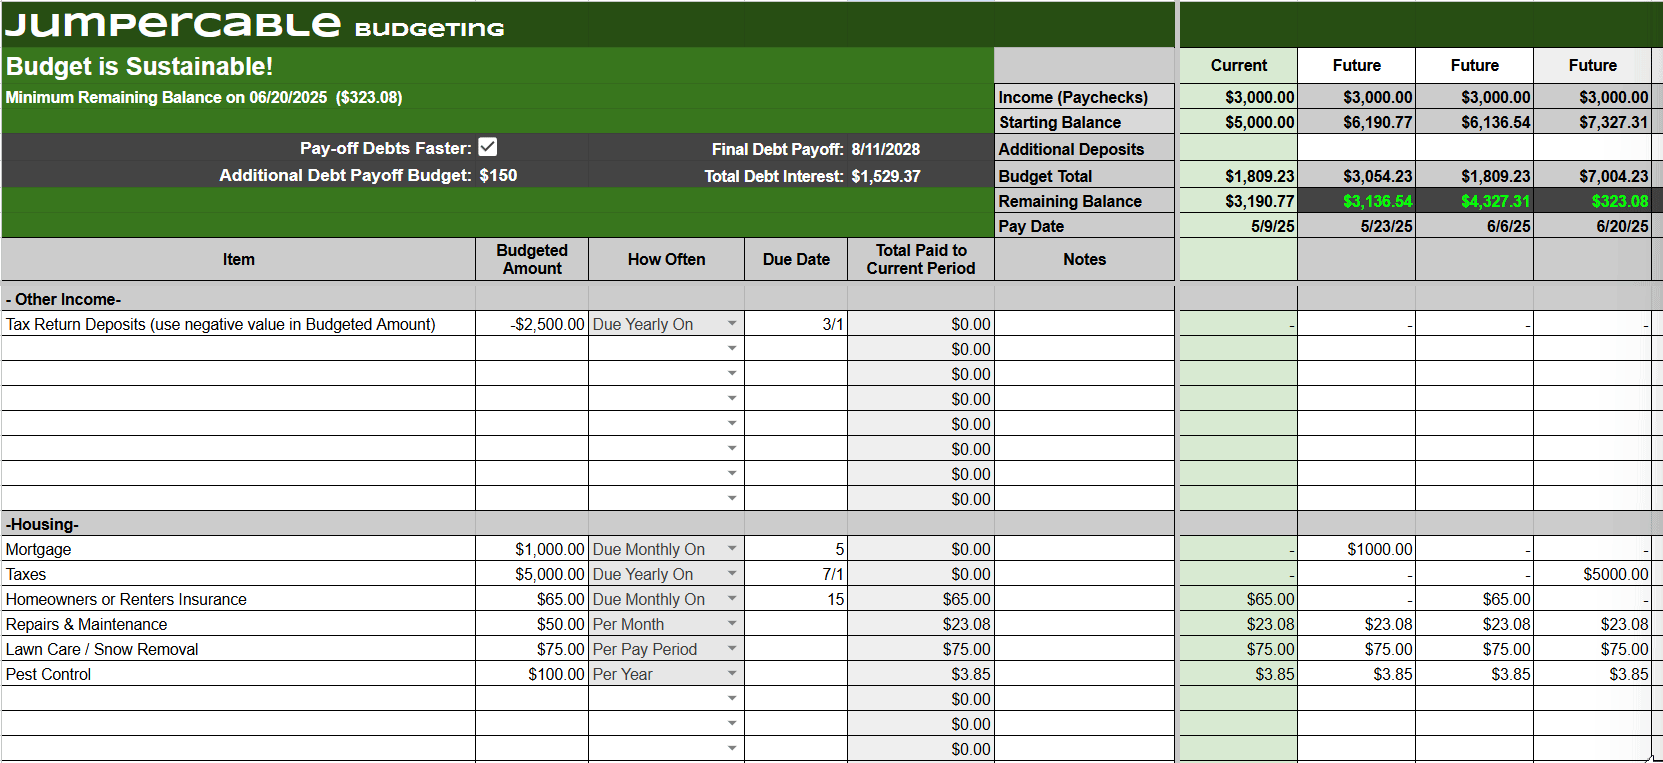 JUMPERCABLE BUDGETING
Budget is Sustainable! Current Future Future Future
Minimum Remaining Balance on 06/20/2025 ($323.08) Income (Paychecks) $3,000.00 $3,000.00 $3,000.00 $3,000.00
Starting Balance $5,000.00 $6,190.77 $6,136.54 $7,327.31
Pay-off Debts Faster: Final Debt Payoff: 8/11/2028 Additional Deposits
Additional Debt Payoff Budget: $150 Total Debt Interest: $1,529.37 Budget Total $1,809.23 $3,054.23 $1,809.23 $7,004.23
Remaining Balance $3,190.77 $3,136.54 $4,327.31 $323.08
Pay Date 5/9/25 5/23/25 6/6/25 6/20/25
Item Budgeted Amount How Often Due Date Total Paid to Current Period Notes
- Other Income-
Tax Return Deposits (use negative value in Budgeted Amount) -$2,500.00 Due Yearly On 3/1 $0.00 - - - -
$0.00
$0.00
$0.00
$0.00
$0.00
$0.00
$0.00
-Housing-
Mortgage $1,000.00 Due Monthly On 5 $0.00 - $1000.00 - -
Taxes $5,000.00 Due Yearly On 7/1 $0.00 - - - $5000.00
Homeowners or Renters Insurance $65.00 Due Monthly On 15 $65.00 $65.00 - $65.00 -
Repairs & Maintenance $50.00 Per Month $23.08 $23.08 $23.08 $23.08 $23.08
Lawn Care / Snow Removal $75.00 Per Pay Period $75.00 $75.00 $75.00 $75.00 $75.00
Pest Control $100.00 Per Year $3.85 $3.85 $3.85 $3.85 $3.85
$0.00
$0.00
$0.00